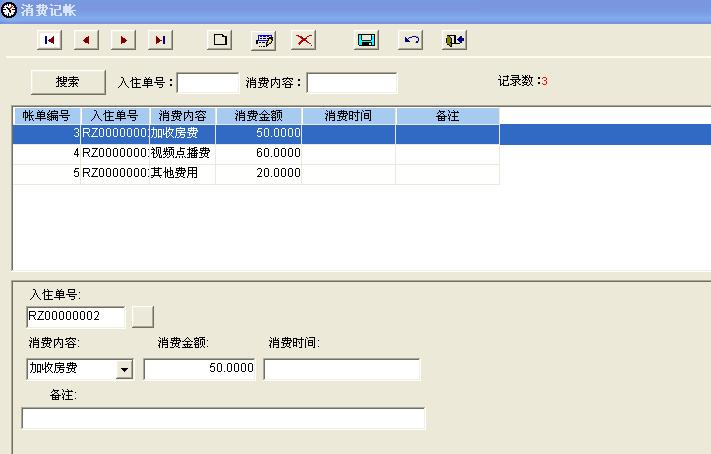 消费记帐
搜索 入住单号： 消费内容： 记录数：3
帐单编号 入住单号 消费内容 消费金额 消费时间 备注
3 RZ0000000 加收房费 50.0000
4 RZ0000000 视频点播费 60.0000
5 RZ0000000 其他费用 20.0000
入住单号:
RZ00000002
消费内容: 消费金额: 消费时间:
加收房费 50.0000
备注: